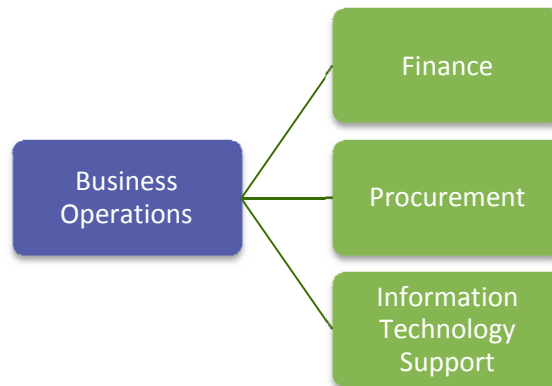 Finance
Business
Operations
Procurement
Information
Technology
Support